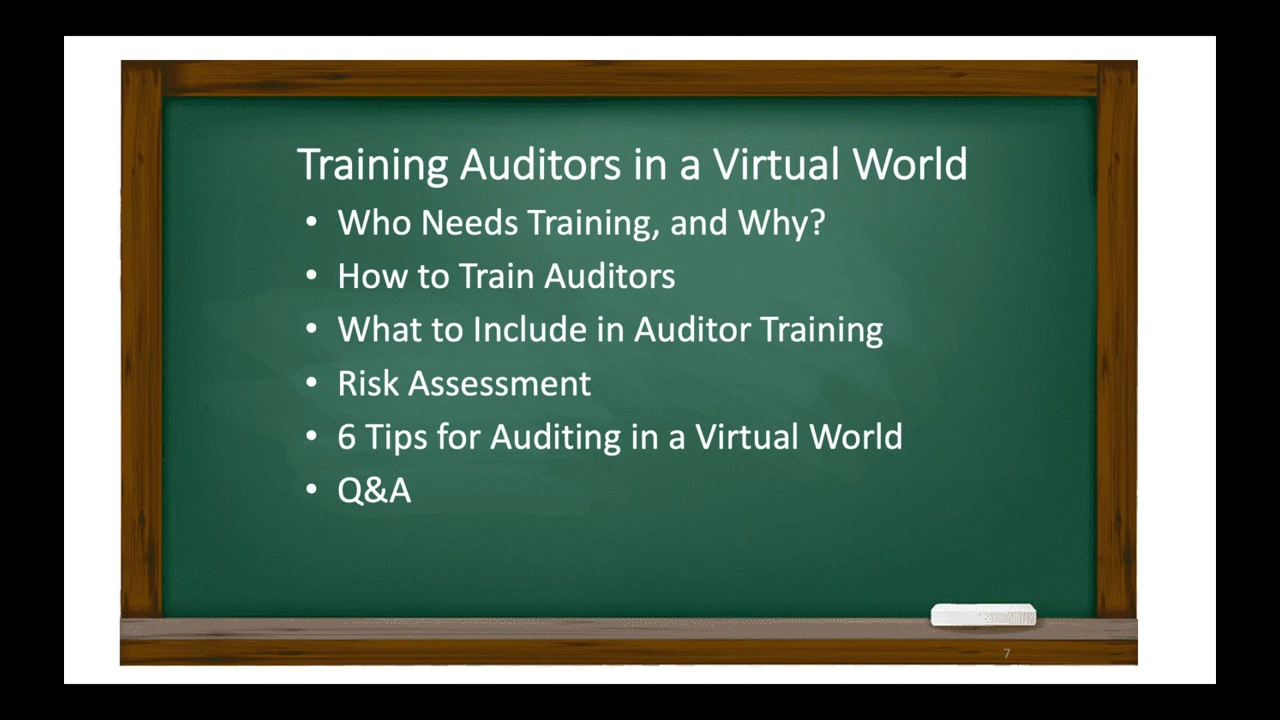 Training Auditors in a Virtual World
• Who Needs Training, and Why?
• How to Train Auditors
• What to Include in Auditor Training
• Risk Assessment
• 6 Tips for Auditing in a Virtual World
• Q&A
7